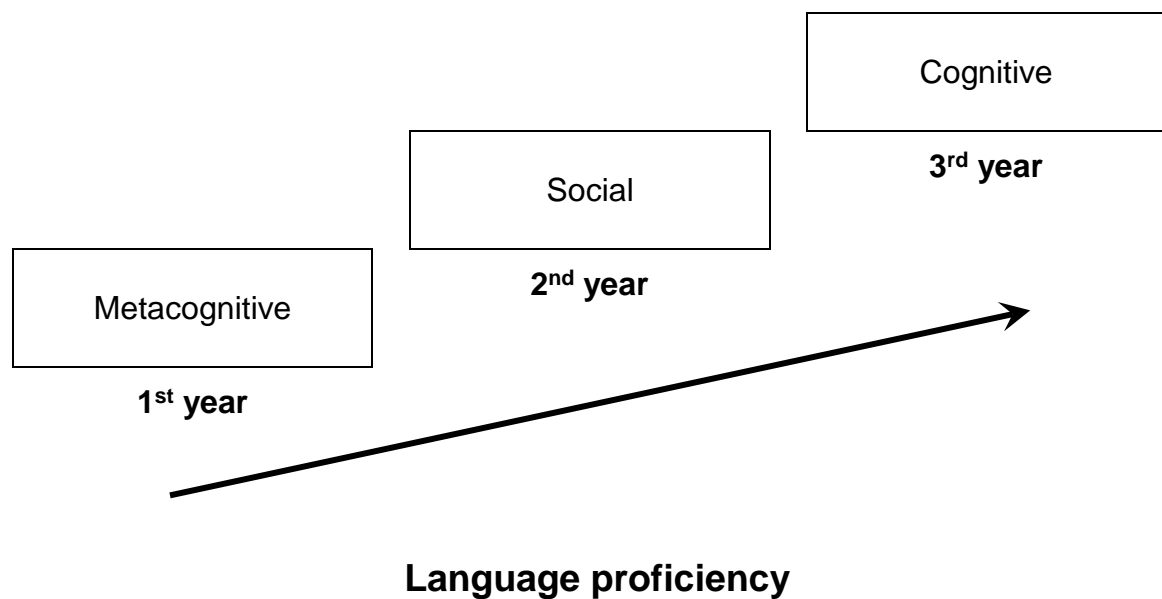 Cognitive
3rd year
Social
2nd year
Metacognitive
1st year
Language proficiency